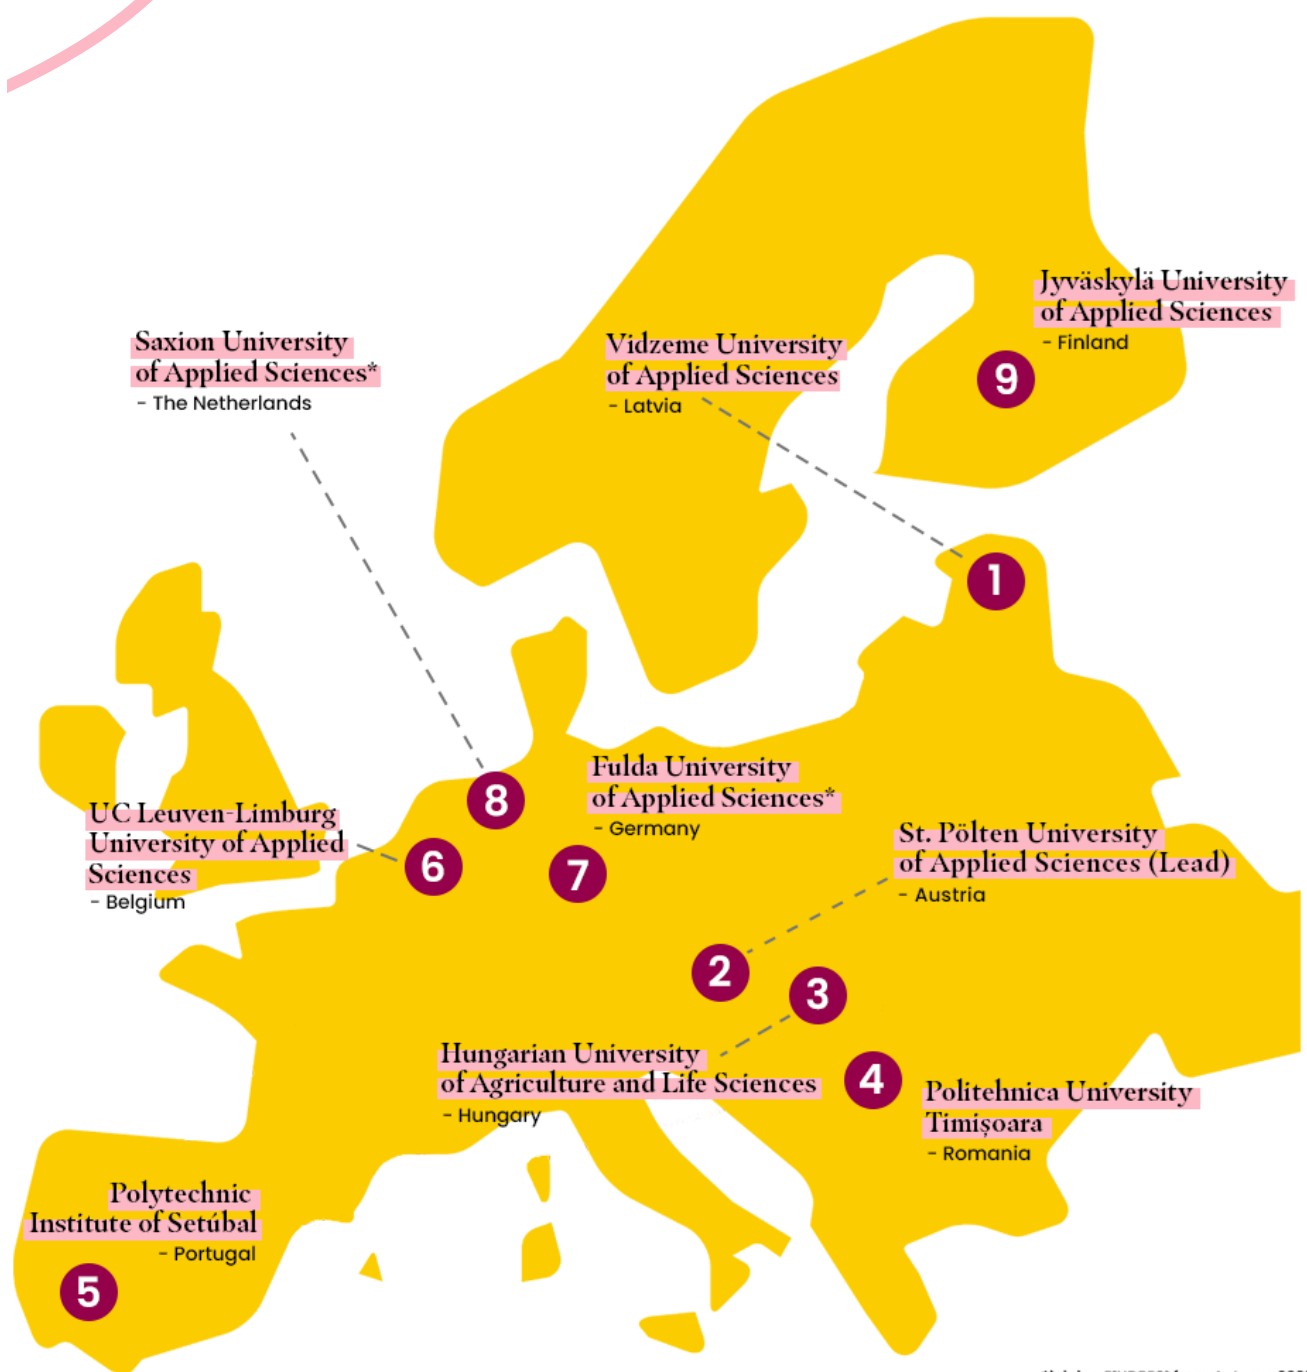 Jyväskylä University
of Applied Sciences
- Finland
9
Saxion University
of Applied Sciences*
- The Netherlands
Vidzeme University
of Applied Sciences
- Latvia
1
Fulda University
of Applied Sciences*
- Germany
7
8
UC Leuven-Limburg
University of Applied
Sciences
- Belgium
6
St. Pölten University
of Applied Sciences (Lead)
- Austria
2
3
Hungarian University
of Agriculture and Life Sciences
- Hungary
4
Politehnica University
Timișoara
- Romania
Polytechnic
Institute of Setúbal
- Portugal
5